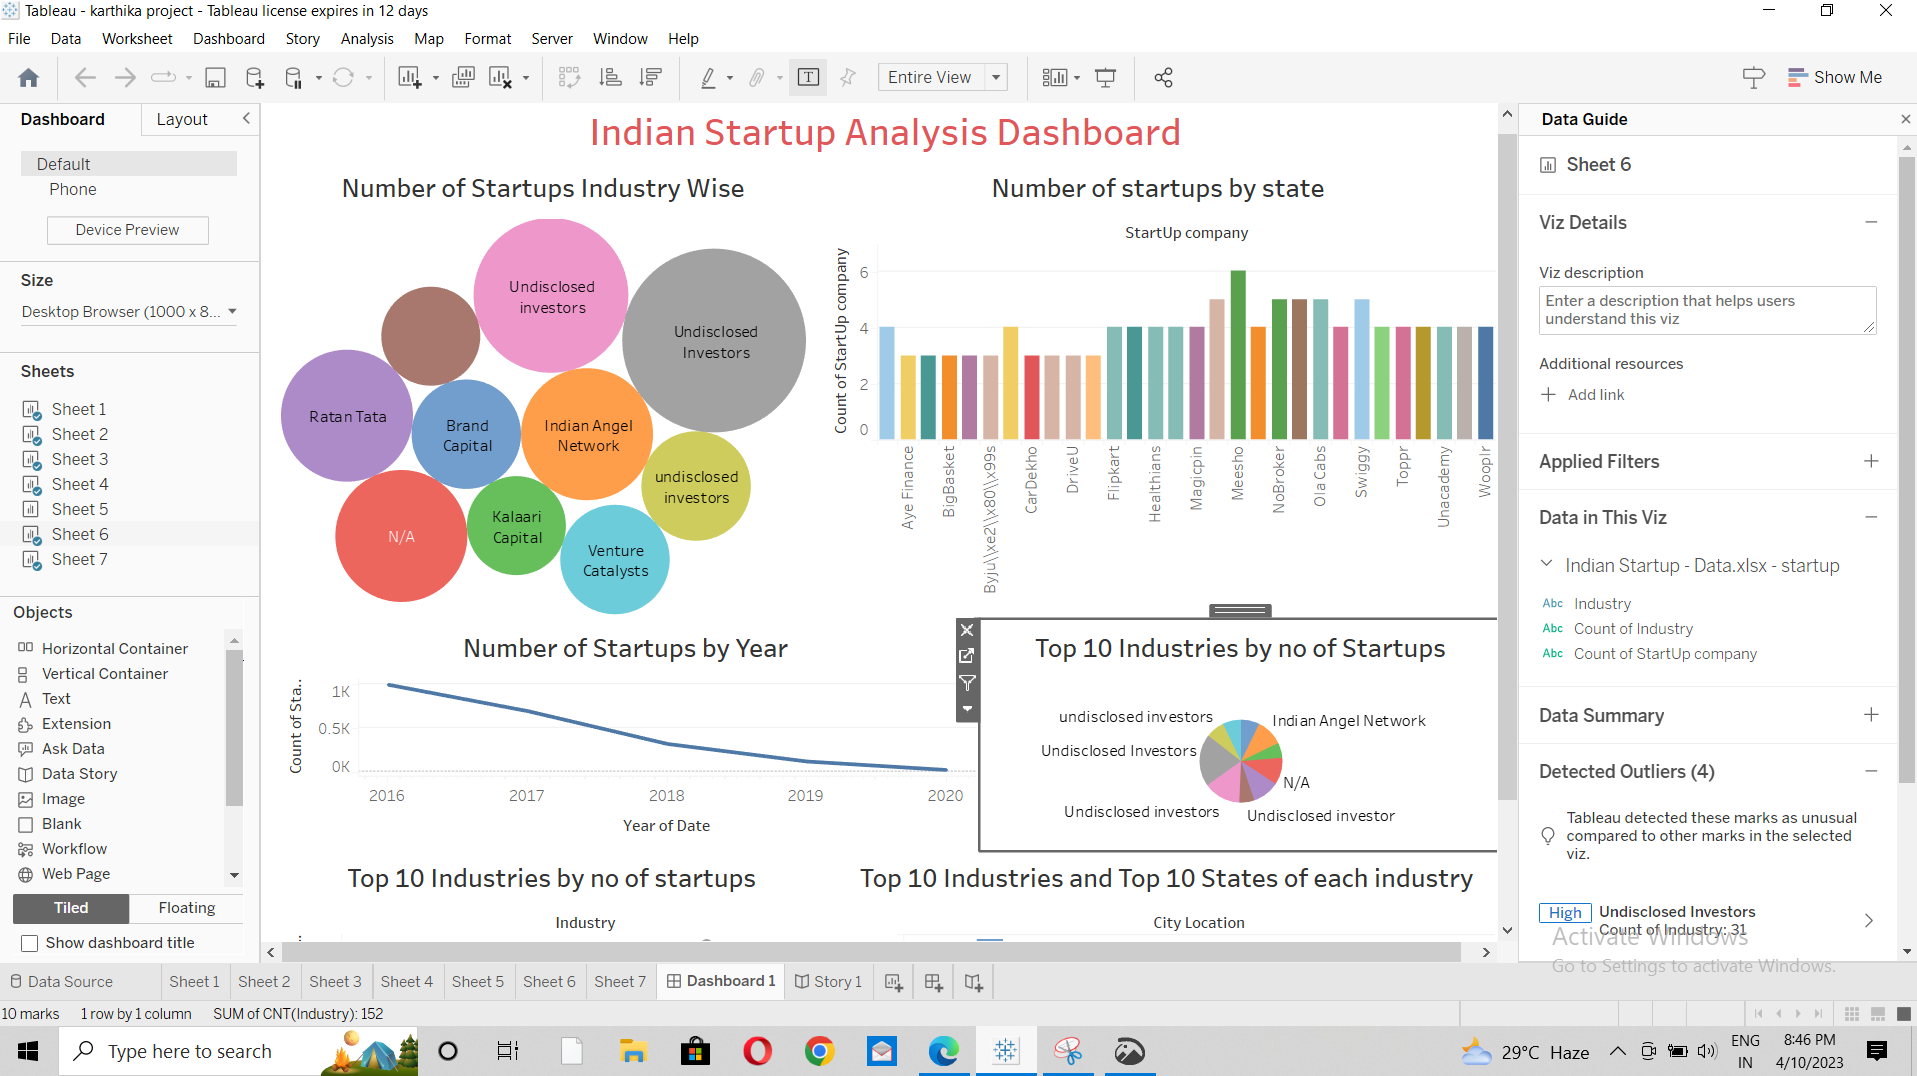 Tableau - karthika project - Tableau license expires in 12 days
File Data Worksheet Dashboard Story Analysis Map Format Server Window Help
Entire View
Show Me
Dashboard
Layout
Default
Phone
Device Preview
Size
Desktop Browser (1000 x 8...
Sheets
Sheet 1
Sheet 2
Sheet 3
Sheet 4
Sheet 5
Sheet 6
Sheet 7
Objects
Horizontal Container
Vertical Container
Text
Extension
Ask Data
Data Story
Image
Blank
Workflow
Web Page
Tiled
Floating
Show dashboard title
Indian Startup Analysis Dashboard
Number of Startups Industry Wise
Undisclosed
investors
Undisclosed
Investors
Ratan Tata
Brand
Capital
Indian Angel
Network
undisclosed
investors
N/A
Kalaari
Capital
Venture
Catalysts
Number of startups by state
StartUp company
Count of StartUp company
6
4
2
0
Aye Finance
BigBasket
Byju\\xe2\\x80\\x99s
CarDekho
DriveU
Flipkart
Healthians
Magicpin
Meesho
NoBroker
Ola Cabs
Swiggy
Toppr
Unacademy
Wooplr
Number of Startups by Year
Count of Sta..
1K
0.5K
0K
2016
2017
2018
2019
2020
Year of Date
Top 10 Industries by no of Startups
undisclosed investors
Indian Angel Network
Undisclosed Investors
N/A
Undisclosed investors
Undisclosed investor
Top 10 Industries by no of startups
Industry
Top 10 Industries and Top 10 States of each industry
City Location
Data Guide
Sheet 6
Viz Details
Viz description
Enter a description that helps users
understand this viz
Additional resources
Add link
Applied Filters
Data in This Viz
Indian Startup - Data.xlsx - startup
Abc Industry
Abc Count of Industry
Abc Count of StartUp company
Data Summary
Detected Outliers (4)
Tableau detected these marks as unusual
compared to other marks in the selected
viz.
High
Undisclosed Investors
Count of Industry: 31
Activate Windows
Go to Settings to activate Windows.
Data Source
Sheet 1
Sheet 2
Sheet 3
Sheet 4
Sheet 5
Sheet 6
Sheet 7
Dashboard 1
Story 1
10 marks
1 row by 1 column
SUM of CNT(Industry): 152
Type here to search
29°C Haze
ENG
IN
8:46 PM
4/10/2023